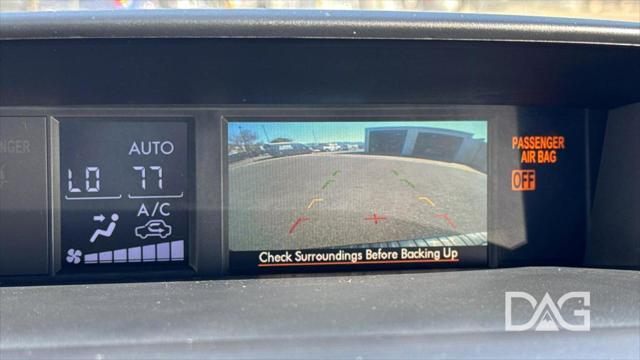 AUTO
LO 77
A/C
Check Surroundings Before Backing Up
PASSENGER
AIR BAG
OFF
DAG